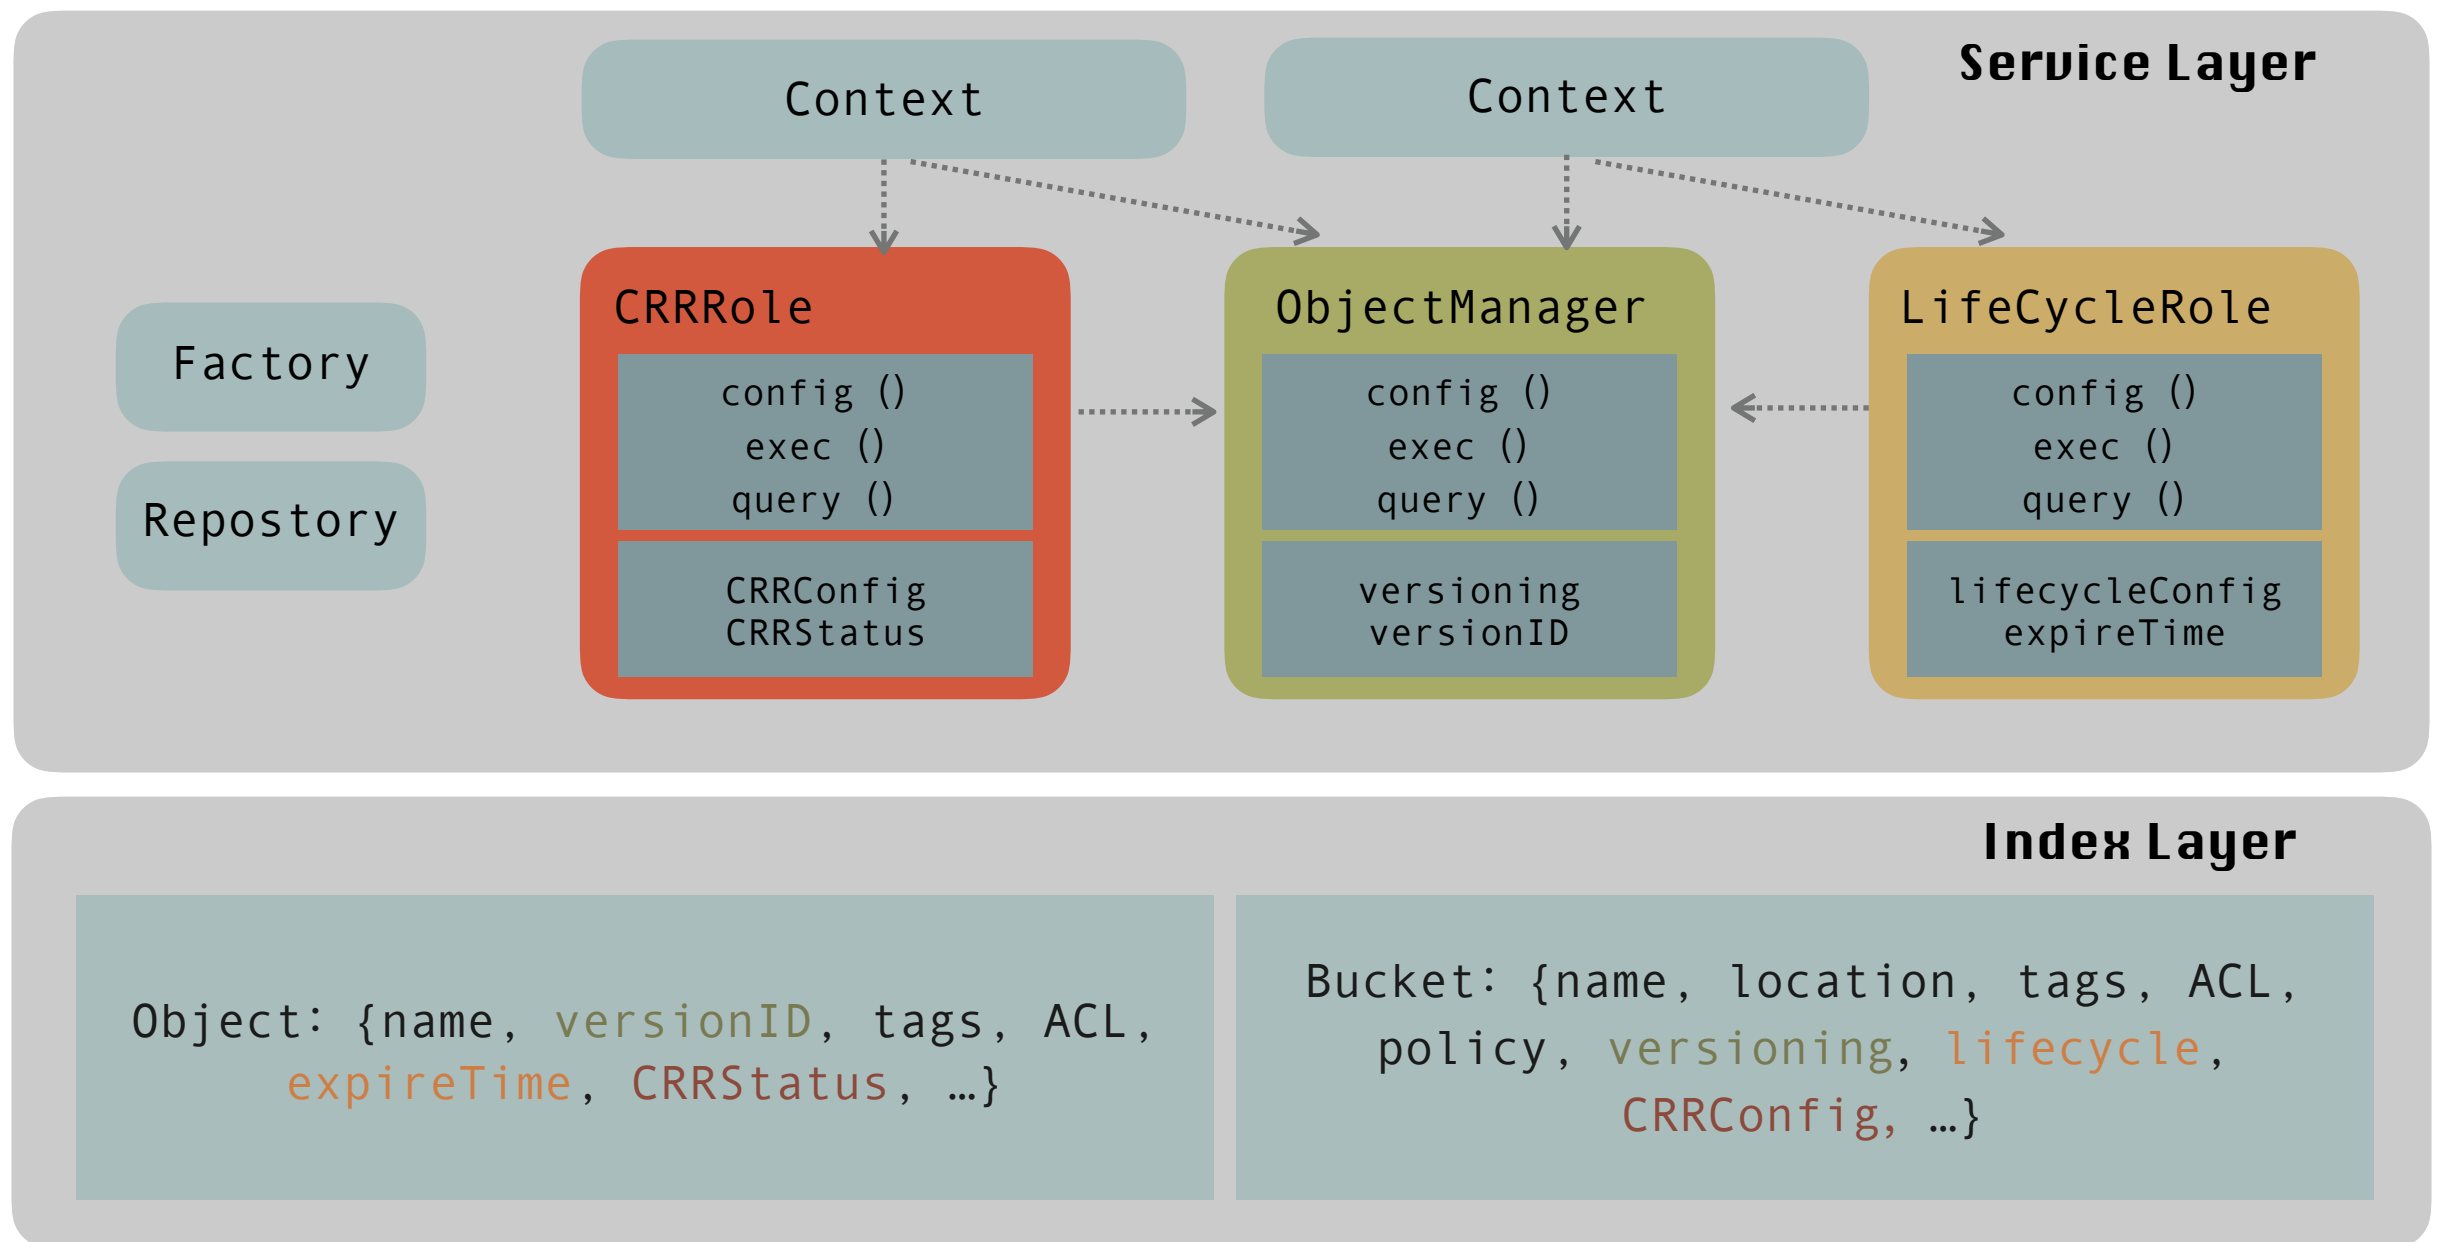 Service Layer
Context
Context
Factory
Repostory
CRRRole
config ()
exec ()
query ()
CRRConfig
CRRStatus
ObjectManager
config ()
exec ()
query ()
versioning
versionID
LifeCycleRole
config ()
exec ()
query ()
lifecycleConfig
expireTime
Index Layer
Object: {name, versionID, tags, ACL,
expireTime, CRRStatus, …}
Bucket: {name, location, tags, ACL,
policy, versioning, lifecycle,
CRRConfig, …}